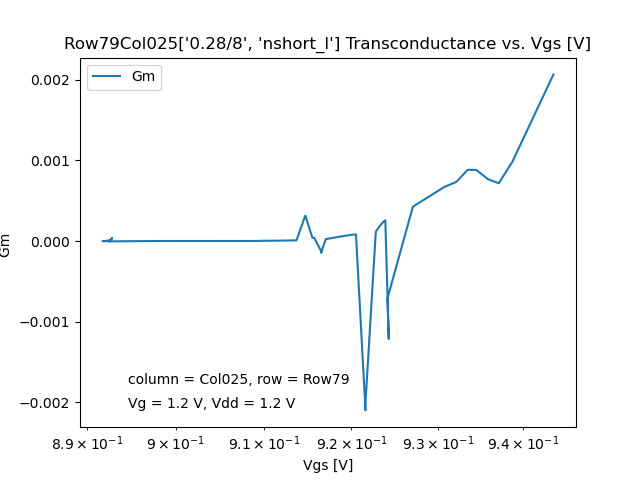 Row79Col025['0.28/8', 'nshort_l'] Transconductance vs. Vgs [V]
Gm
0.002
0.001
0.000
−0.001
−0.002
Gm
column = Col025, row = Row79
Vg = 1.2 V, Vdd = 1.2 V
8.9 × 10⁻¹ 9 × 10⁻¹ 9.1 × 10⁻¹ 9.2 × 10⁻¹ 9.3 × 10⁻¹ 9.4 × 10⁻¹
Vgs [V]